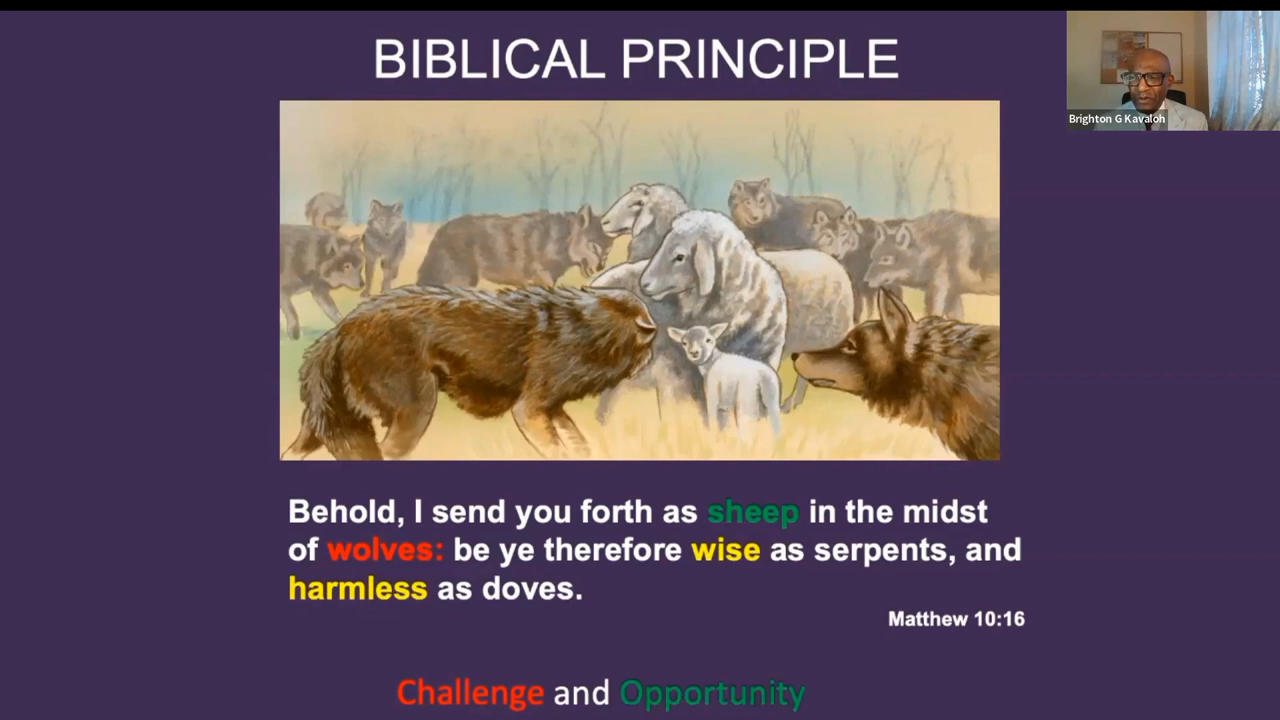 BIBLICAL PRINCIPLE
Brighton G Kavaloh
Behold, I send you forth as sheep in the midst
of wolves: be ye therefore wise as serpents, and
harmless as doves.
Matthew 10:16
Challenge and Opportunity